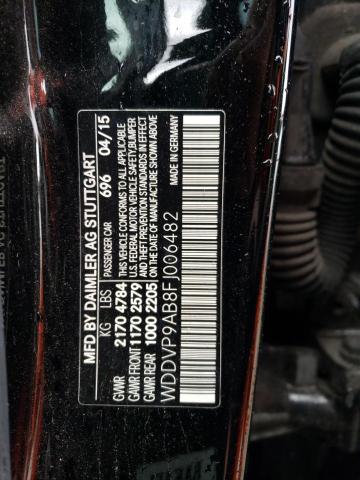 MFD BY DAIMLER AG STUTTGART
PASSENGER CAR 696 04/15
KG LBS
GVWR 2170 4784
GAWR FRONT 1170 2579
GAWR REAR 1000 2205
THIS VEHICLE CONFORMS TO ALL APPLICABLE
U.S. FEDERAL MOTOR VEHICLE SAFETY,BUMPER
AND THEFT PREVENTION STANDARDS IN EFFECT
ON THE DATE OF MANUFACTURE SHOWN ABOVE
MADE IN GERMANY
WDDVP9AB8FJ006482